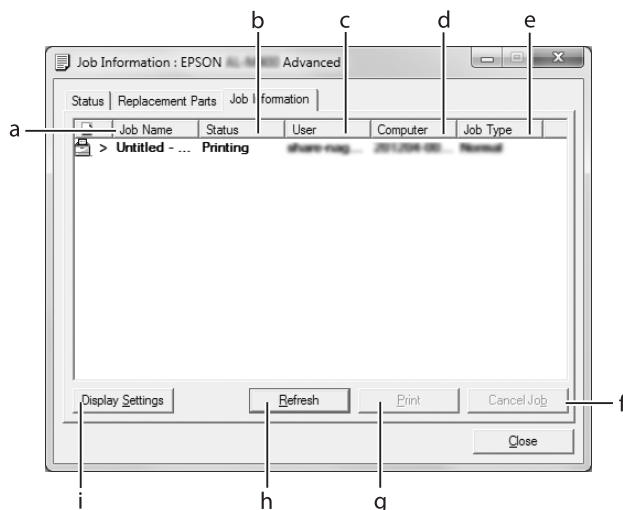 b c d e
Job Information : EPSON Advanced
Status Replacement Parts Job Information
a Job Name Status User Computer Job Type
> Untitled - ... Printing
Display Settings Refresh Print Cancel Job f
Close
i h g